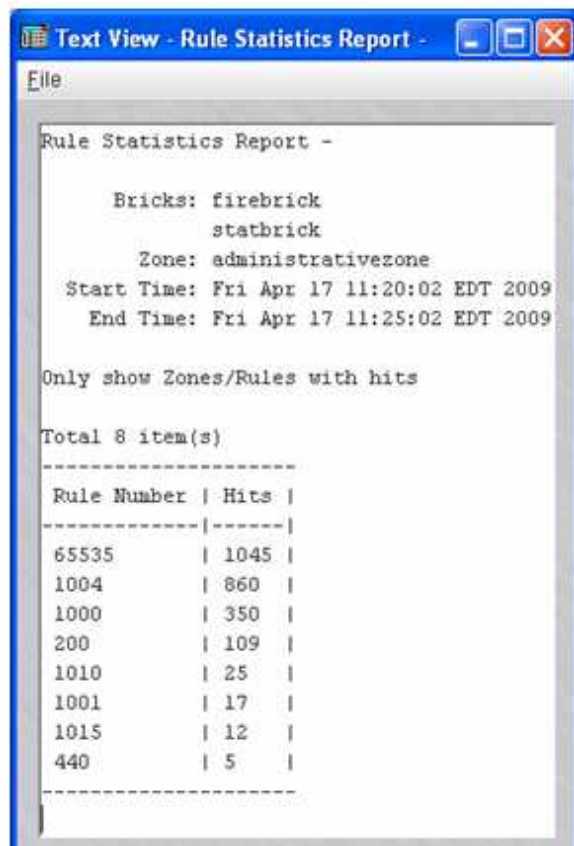 Text View - Rule Statistics Report -
File
Rule Statistics Report -
Bricks: firebrick
statbrick
Zone: administrativezone
Start Time: Fri Apr 17 11:20:02 EDT 2009
End Time: Fri Apr 17 11:25:02 EDT 2009
Only show Zones/Rules with hits
Total 8 item(s)
----------------------
Rule Number | Hits |
-------------|------|
65535 | 1045 |
1004 | 860 |
1000 | 350 |
200 | 109 |
1010 | 25 |
1001 | 17 |
1015 | 12 |
440 | 5 |
----------------------